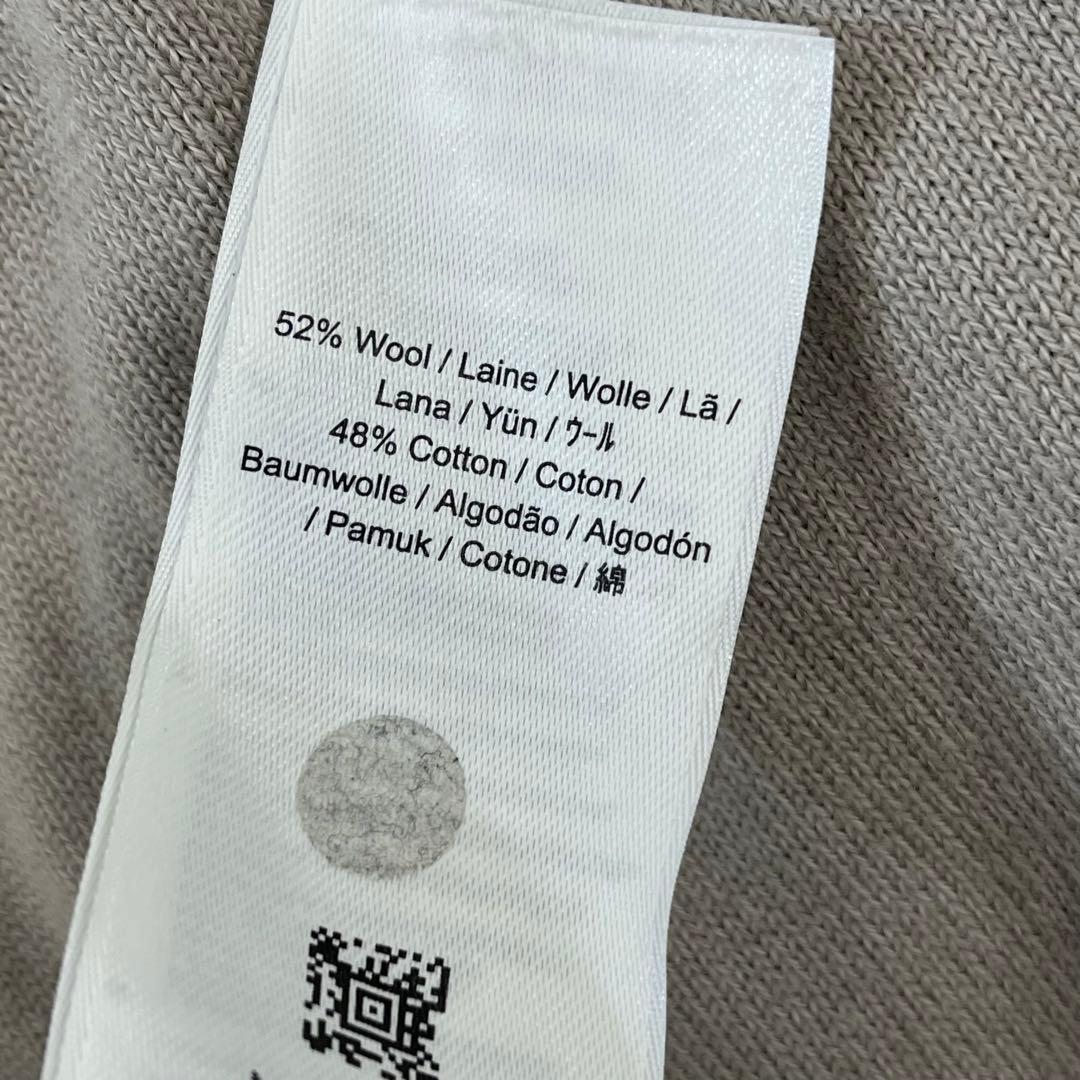 52% Wool / Laine / Wolle / Lã /
Lana / Yün / ウール
48% Cotton / Coton /
Baumwolle / Algodão / Algodón
/ Pamuk / Cotone / 綿